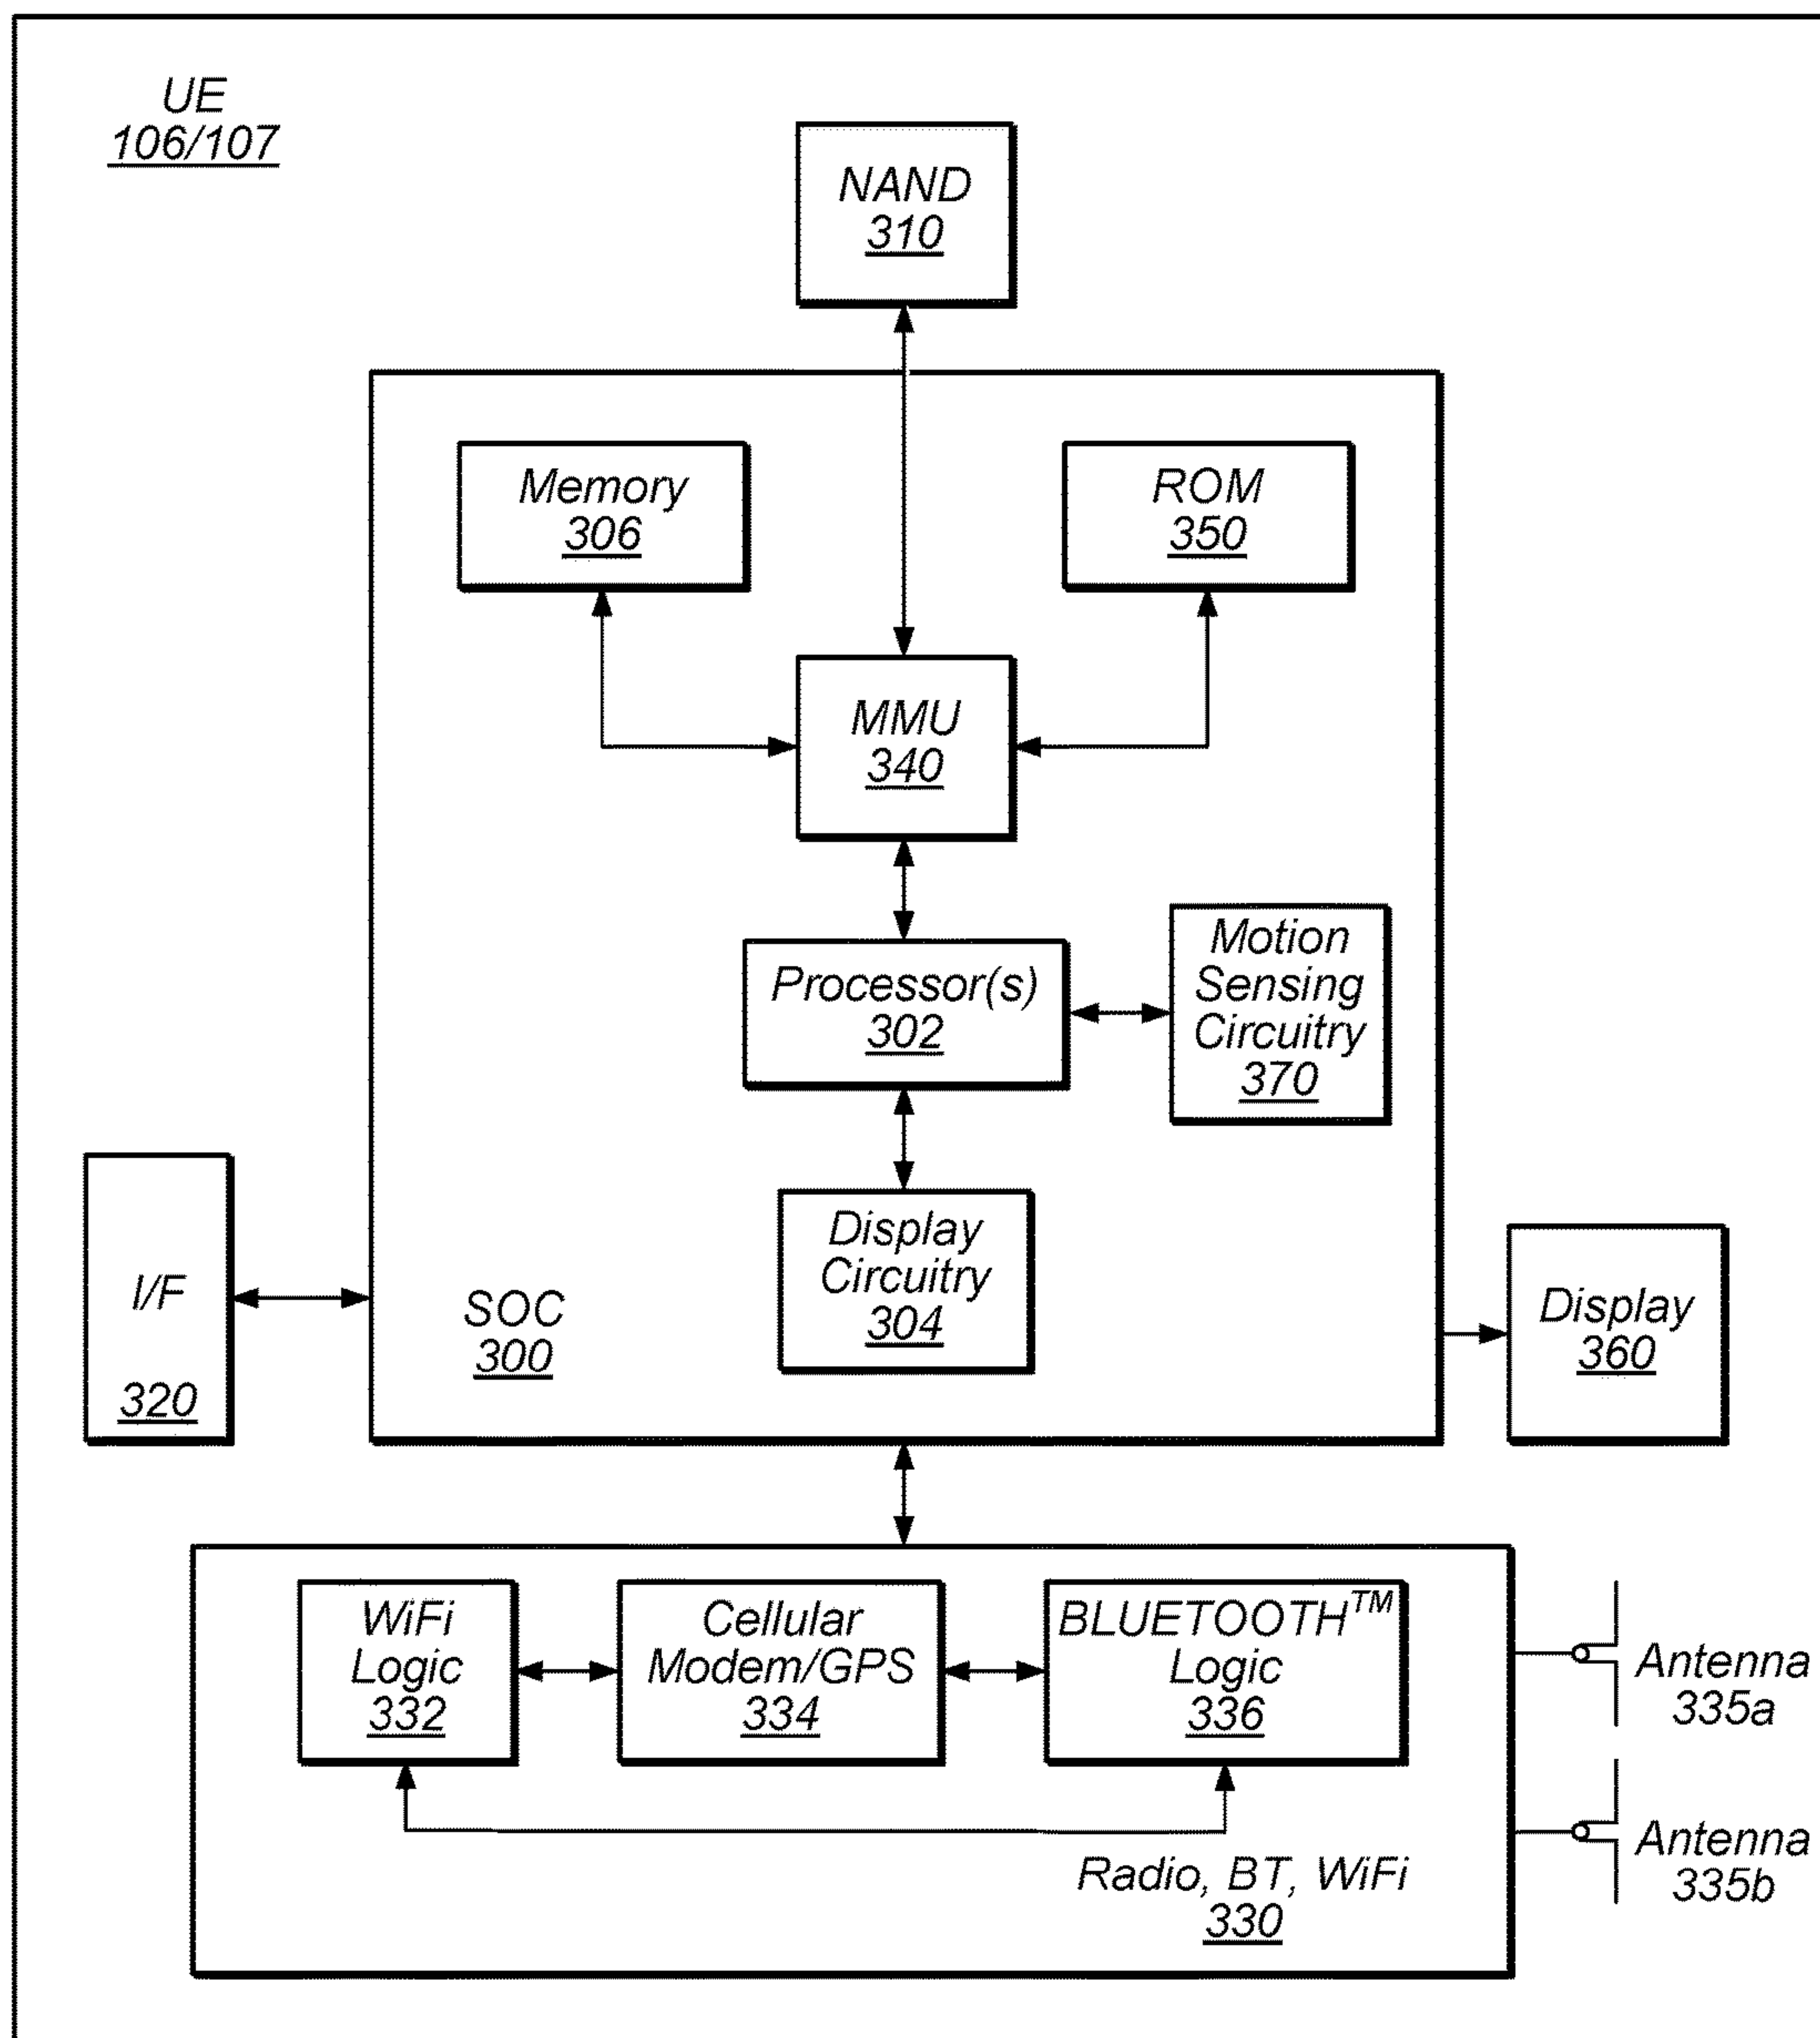 UE
106/107
NAND
310
Memory
306
ROM
350
MMU
340
Processor(s)
302
Motion
Sensing
Circuitry
370
Display
Circuitry
304
SOC
300
I/F
320
Display
360
WiFi
Logic
332
Cellular
Modem/GPS
334
BLUETOOTH™
Logic
336
Radio, BT, WiFi
330
Antenna
335a
Antenna
335b